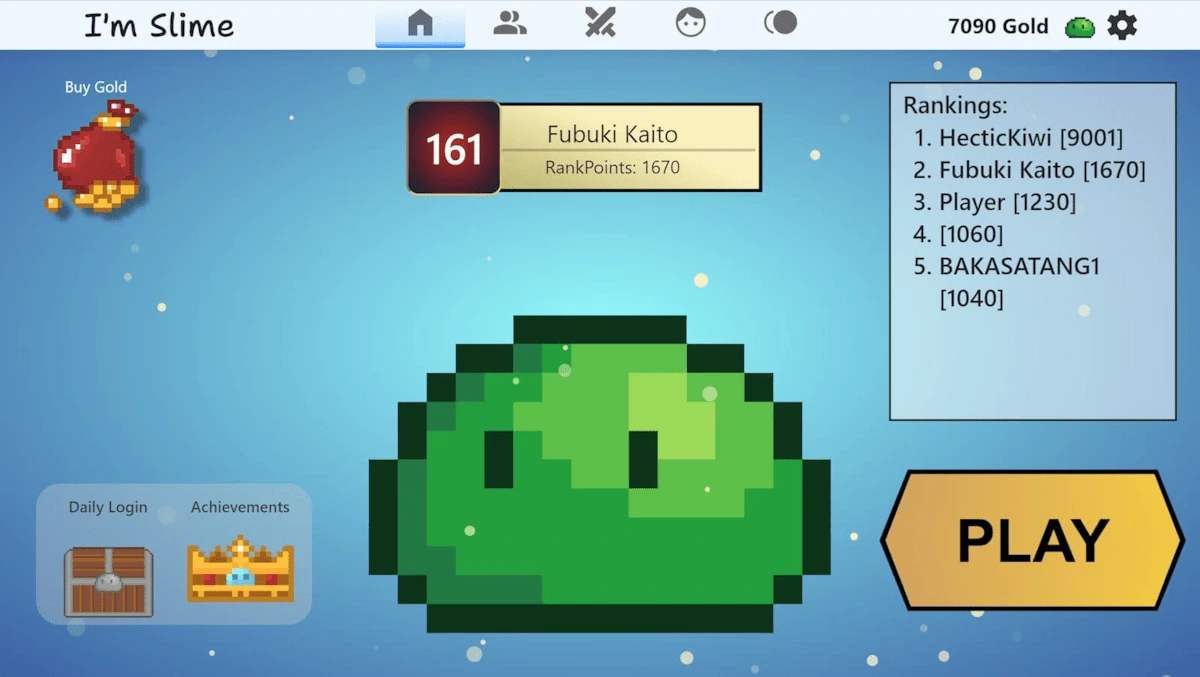 I'm Slime
7090 Gold
Buy Gold
161
Fubuki Kaito
RankPoints: 1670
Rankings:
1. HecticKiwi [9001]
2. Fubuki Kaito [1670]
3. Player [1230]
4. [1060]
5. BAKASATANG1
[1040]
Daily Login
Achievements
PLAY